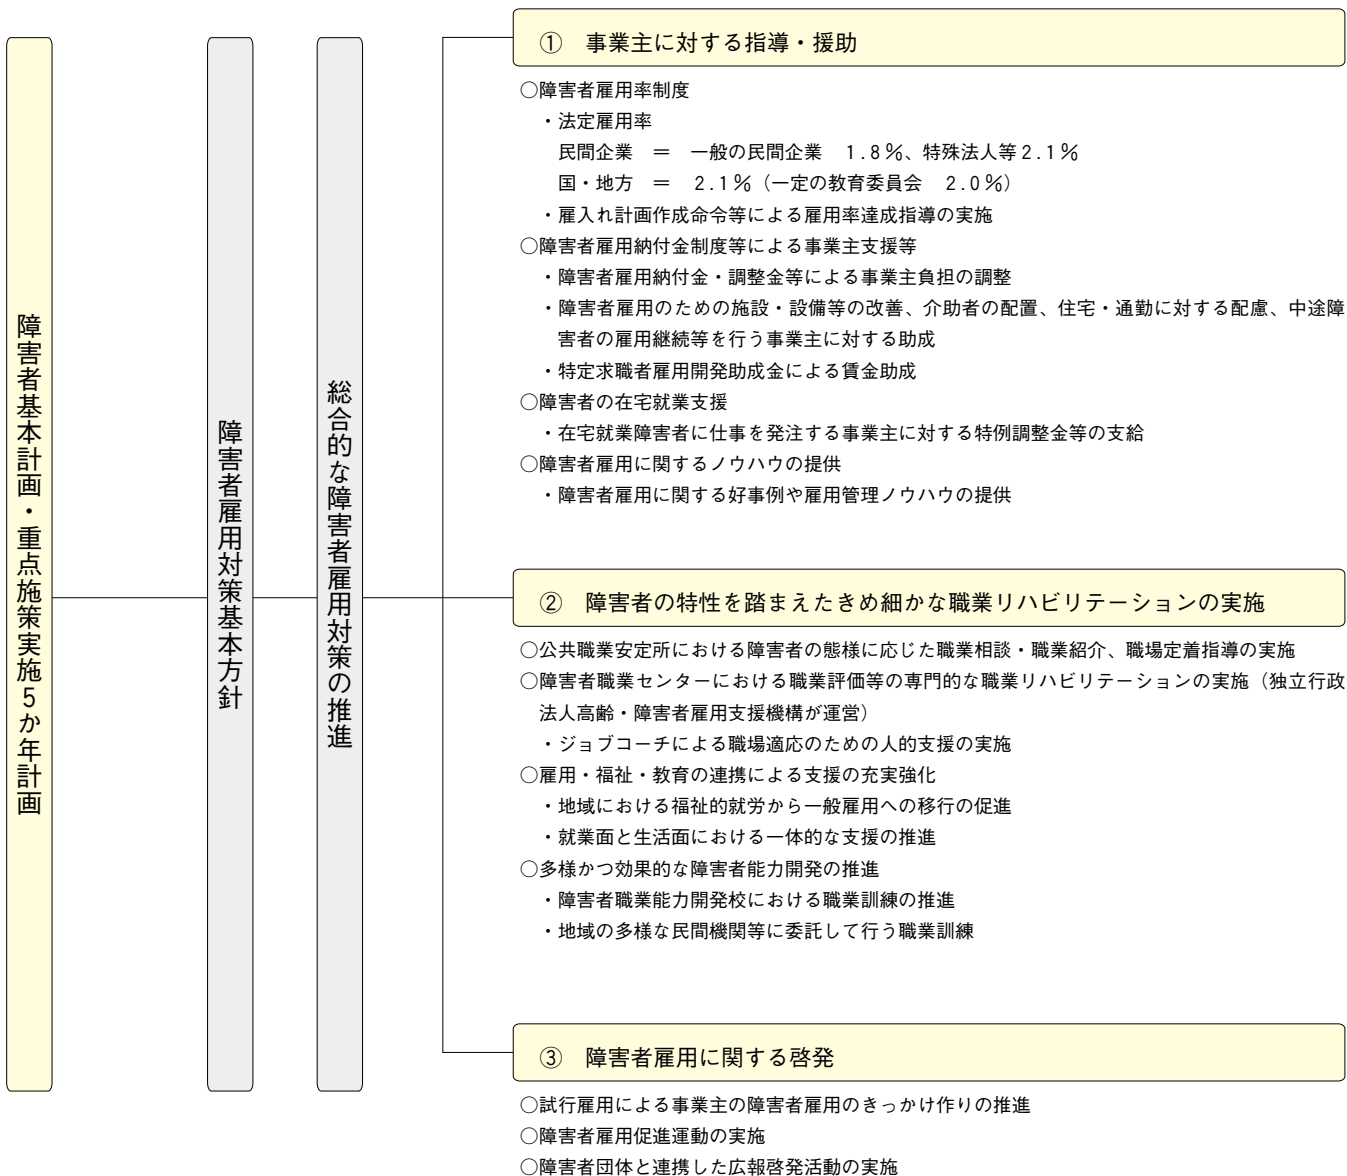 障害者基本計画・重点施策実施5か年計画
障害者雇用対策基本方針
総合的な障害者雇用対策の推進
① 事業主に対する指導・援助
○障害者雇用率制度
・法定雇用率
民間企業 ＝ 一般の民間企業 1.8％、特殊法人等2.1％
国・地方 ＝ 2.1％（一定の教育委員会 2.0％）
・雇入れ計画作成命令等による雇用率達成指導の実施
○障害者雇用納付金制度等による事業主支援等
・障害者雇用納付金・調整金等による事業主負担の調整
・障害者雇用のための施設・設備等の改善、介助者の配置、住宅・通勤に対する配慮、中途障
害者の雇用継続等を行う事業主に対する助成
・特定求職者雇用開発助成金による賃金助成
○障害者の在宅就業支援
・在宅就業障害者に仕事を発注する事業主に対する特例調整金等の支給
○障害者雇用に関するノウハウの提供
・障害者雇用に関する好事例や雇用管理ノウハウの提供
② 障害者の特性を踏まえたきめ細かな職業リハビリテーションの実施
○公共職業安定所における障害者の態様に応じた職業相談・職業紹介、職場定着指導の実施
○障害者職業センターにおける職業評価等の専門的な職業リハビリテーションの実施（独立行政
法人高齢・障害者雇用支援機構が運営）
・ジョブコーチによる職場適応のための人的支援の実施
○雇用・福祉・教育の連携による支援の充実強化
・地域における福祉的就労から一般雇用への移行の促進
・就業面と生活面における一体的な支援の推進
○多様かつ効果的な障害者能力開発の推進
・障害者職業能力開発校における職業訓練の推進
・地域の多様な民間機関等に委託して行う職業訓練
③ 障害者雇用に関する啓発
○試行雇用による事業主の障害者雇用のきっかけ作りの推進
○障害者雇用促進運動の実施
○障害者団体と連携した広報啓発活動の実施